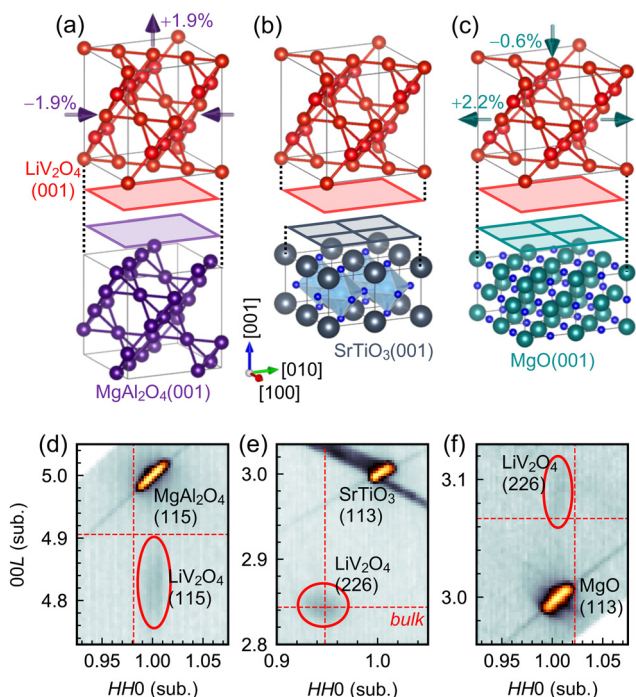 (a)
+1.9%
−1.9%
(b)
(c)
−0.6%
+2.2%
LiV₂O₄
(001)
MgAl₂O₄(001)
[001]
[010]
[100]
SrTiO₃(001)
MgO(001)
(d)
(e)
(f)
00L (sub.)
5.0
4.9
4.8
MgAl₂O₄
(115)
LiV₂O₄
(115)
0.95
1.00
1.05
HH0 (sub.)
3.0
2.9
2.8
SrTiO₃
(113)
LiV₂O₄
(226)
bulk
0.9
1.0
HH0 (sub.)
3.1
3.0
LiV₂O₄
(226)
MgO
(113)
0.95
1.00
1.05
HH0 (sub.)